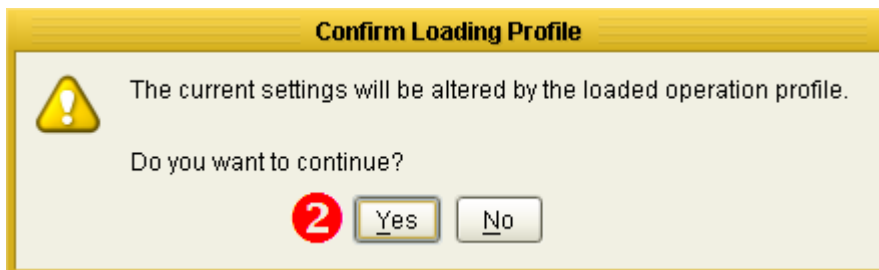 Confirm Loading Profile
The current settings will be altered by the loaded operation profile.
Do you want to continue?
2 Yes No